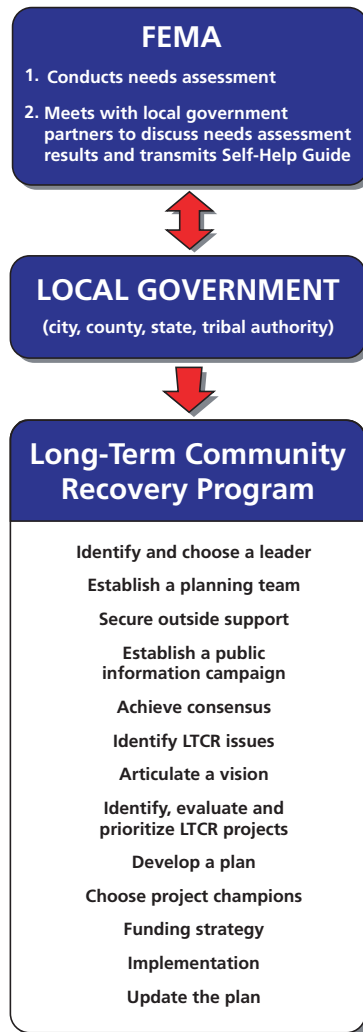 FEMA
1. Conducts needs assessment
2. Meets with local government
partners to discuss needs assessment
results and transmits Self-Help Guide
LOCAL GOVERNMENT
(city, county, state, tribal authority)
Long-Term Community
Recovery Program
Identify and choose a leader
Establish a planning team
Secure outside support
Establish a public
information campaign
Achieve consensus
Identify LTCR issues
Articulate a vision
Identify, evaluate and
prioritize LTCR projects
Develop a plan
Choose project champions
Funding strategy
Implementation
Update the plan